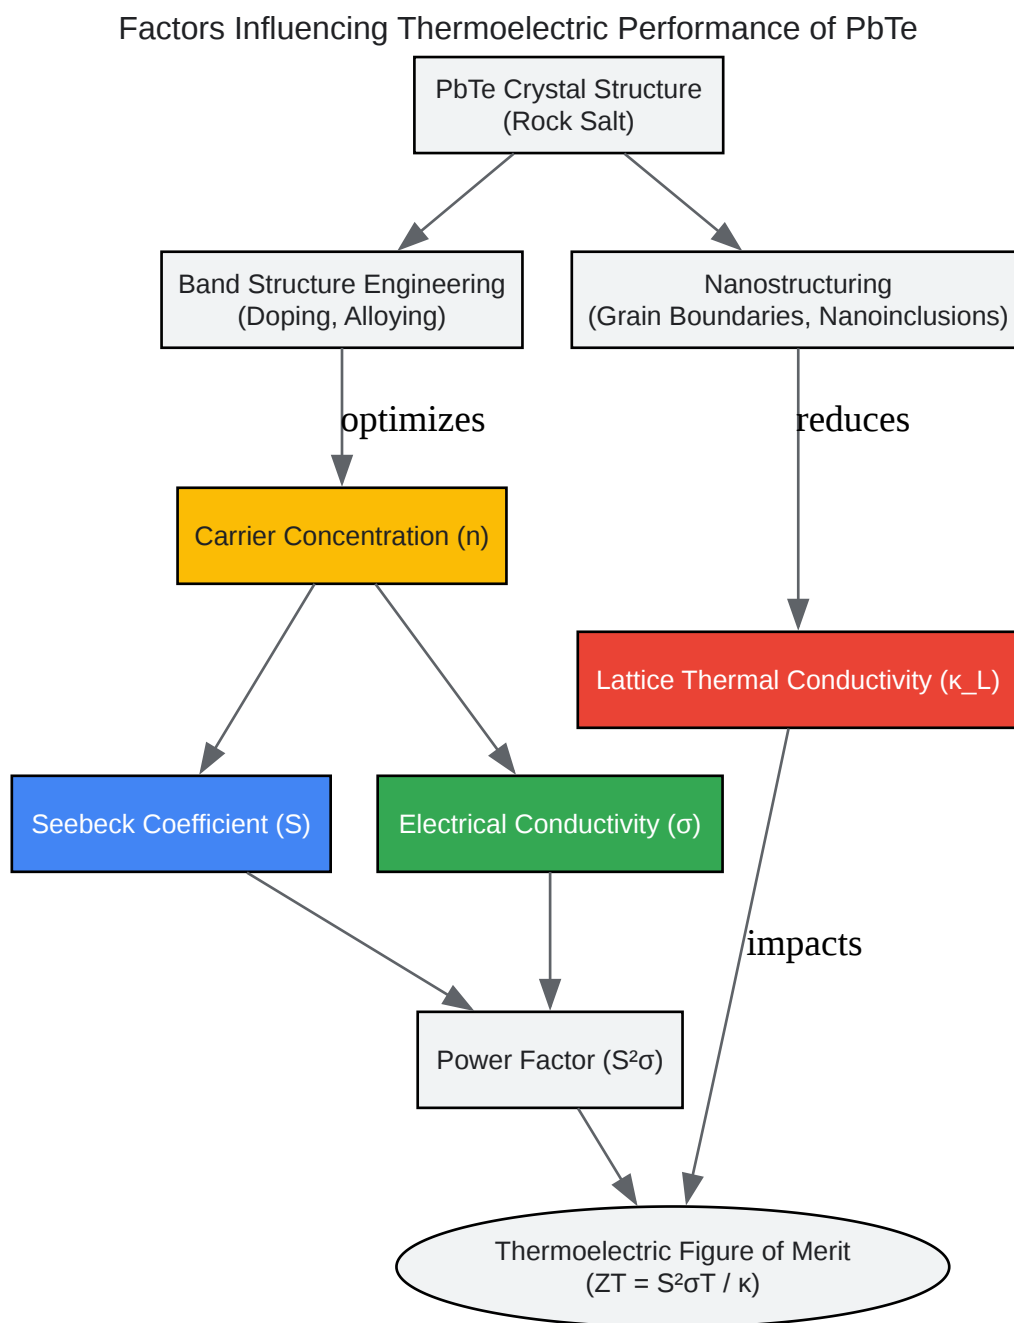 Factors Influencing Thermoelectric Performance of PbTe
PbTe Crystal Structure
(Rock Salt)
Band Structure Engineering
(Doping, Alloying)
Nanostructuring
(Grain Boundaries, Nanoinclusions)
optimizes
reduces
Carrier Concentration (n)
Lattice Thermal Conductivity (κ_L)
Seebeck Coefficient (S)
Electrical Conductivity (σ)
impacts
Power Factor (S²σ)
Thermoelectric Figure of Merit
(ZT = S²σT / κ)